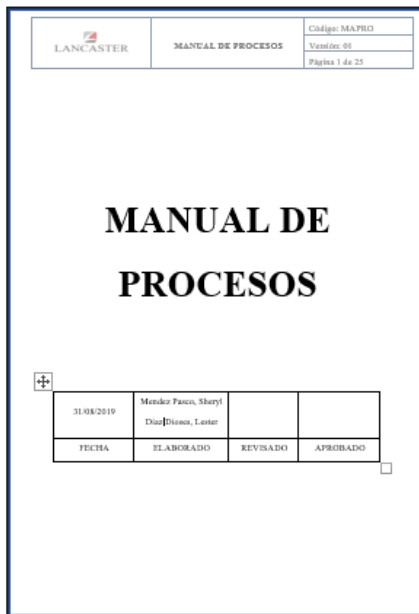 LANCASTER
MANUAL DE PROCESOS
Código: MAPRO
Versión: 01
Página 1 de 25
MANUAL DE
PROCESOS
31/08/2019
Mendez Pasco, Sheryl
Diaz Dioses, Lester
FECHA
ELABORADO
REVISADO
APROBADO